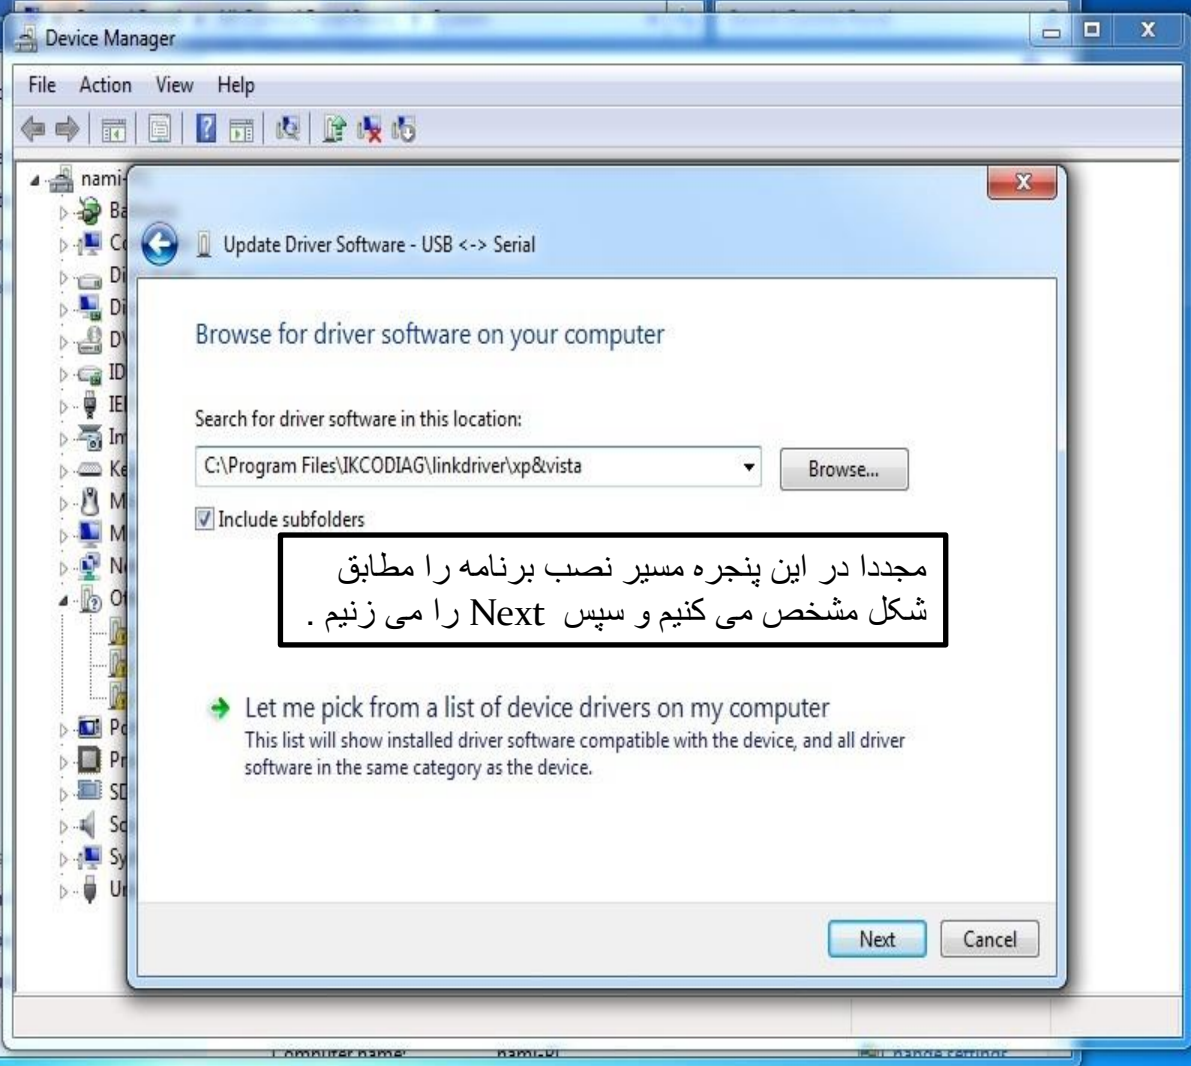 Device Manager
File Action View Help
nami-
Update Driver Software - USB <-> Serial
Browse for driver software on your computer
Search for driver software in this location:
C:\Program Files\IKCODIAG\linkdriver\xp&vista
Browse...
Include subfolders
مجددا در این پنجره مسیر نصب برنامه را مطابق
شکل مشخص می کنیم و سپس Next را می زنیم .
Let me pick from a list of device drivers on my computer
This list will show installed driver software compatible with the device, and all driver
software in the same category as the device.
Next Cancel
Computer name: